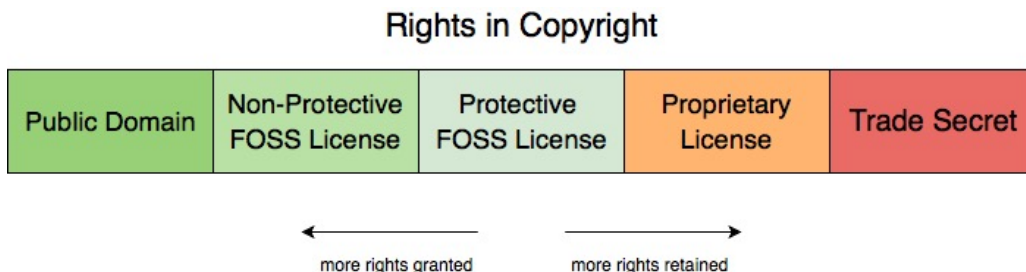 Rights in Copyright
Public Domain
Non-Protective
FOSS License
Protective
FOSS License
Proprietary
License
Trade Secret
more rights granted
more rights retained